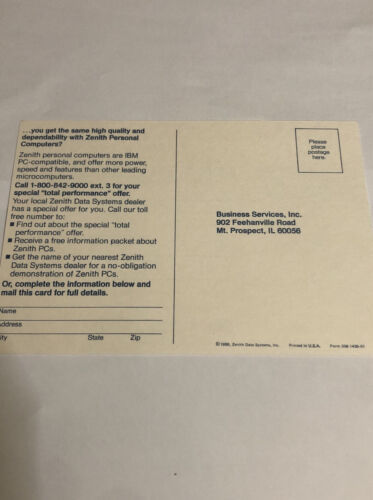 ...you get the same high quality and
dependability with Zenith Personal
Computers?
Zenith personal computers are IBM
PC-compatible, and offer more power,
speed and features than other leading
microcomputers.
Call 1-800-842-9000 ext. 3 for your
special "total performance" offer.
Your local Zenith Data Systems dealer
has a special offer for you. Call our toll
free number to:
■ Find out about the special "total
performance" offer.
■ Receive a free information packet about
Zenith PCs.
■ Get the name of your nearest Zenith
Data Systems dealer for a no-obligation
demonstration of Zenith PCs.
Or, complete the information below and
mail this card for full details.
Name
Address
ity State Zip
Please
place
postage
here.
Business Services, Inc.
902 Feehanville Road
Mt. Prospect, IL 60056
Zenith Data Systems, Inc. Printed in U.S.A. Form